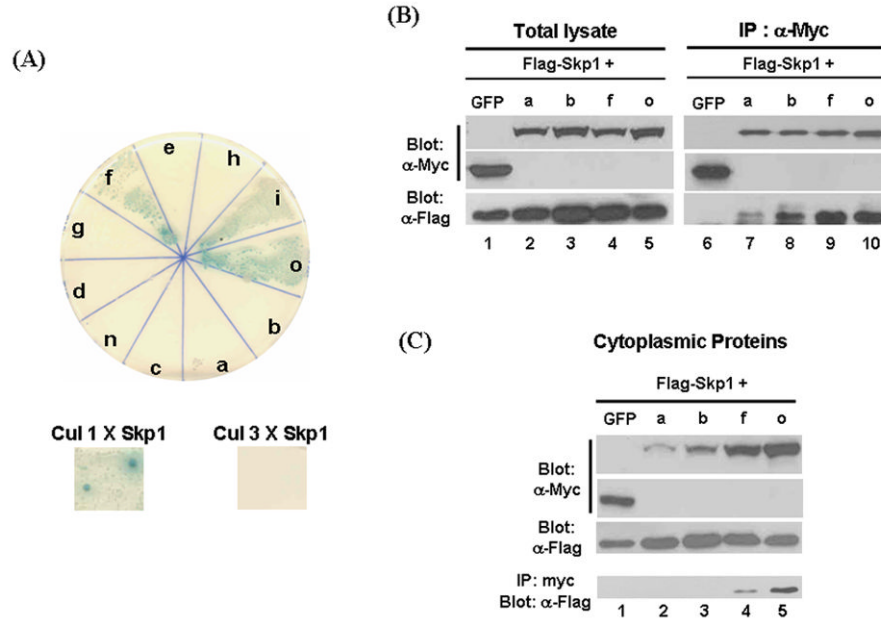 (A)
e
h
f
i
g
o
d
b
n
a
c
Cul 1 X Skp1 Cul 3 X Skp1
(B)
Total lysate IP : α-Myc
Flag-Skp1 + Flag-Skp1 +
GFP a b f o GFP a b f o
Blot:
α-Myc
Blot:
α-Flag
1 2 3 4 5 6 7 8 9 10
(C)
Cytoplasmic Proteins
Flag-Skp1 +
GFP a b f o
Blot:
α-Myc
Blot:
α-Flag
IP: myc
Blot: α-Flag
1 2 3 4 5